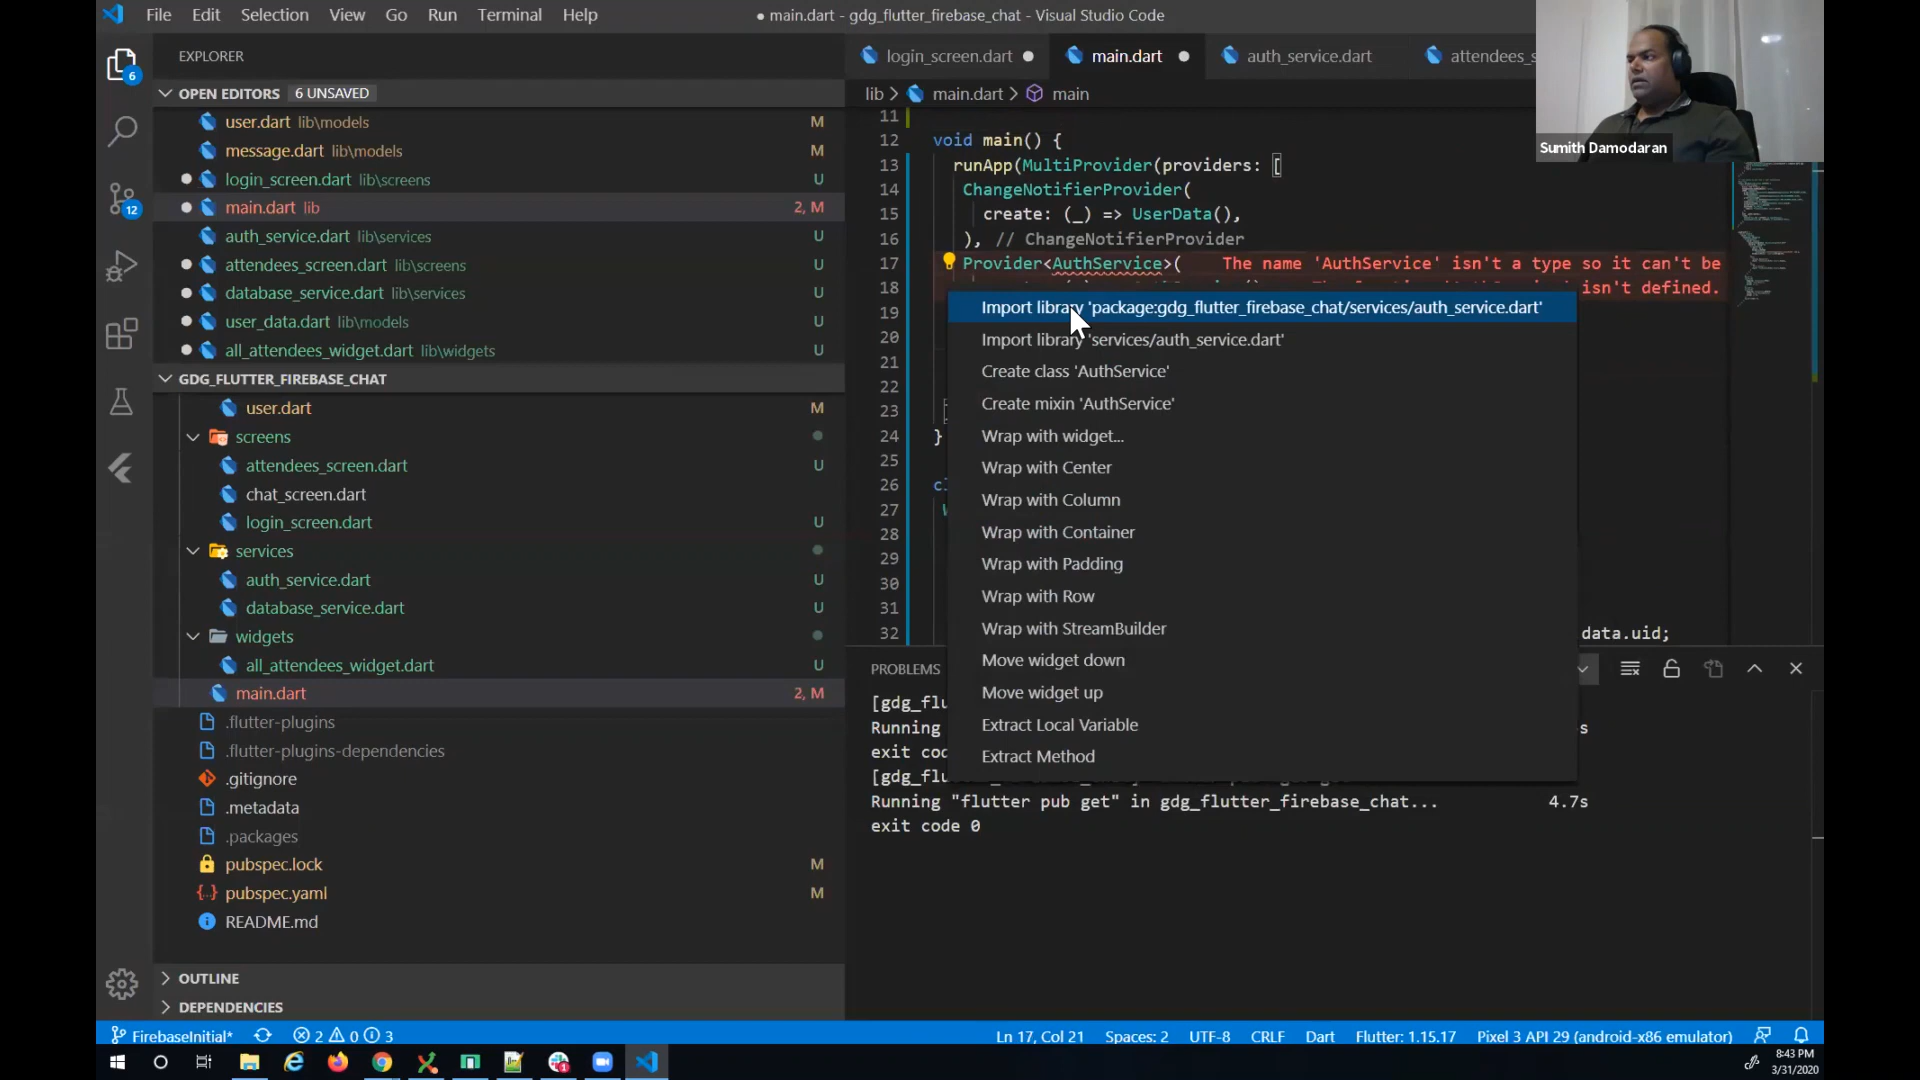 File Edit Selection View Go Run Terminal Help
● main.dart - gdg_flutter_firebase_chat - Visual Studio Code
EXPLORER
OPEN EDITORS 6 UNSAVED
user.dart lib\models M
message.dart lib\models M
login_screen.dart lib\screens U
main.dart lib 2, M
auth_service.dart lib\services U
attendees_screen.dart lib\screens U
database_service.dart lib\services U
user_data.dart lib\models U
all_attendees_widget.dart lib\widgets U
GDG_FLUTTER_FIREBASE_CHAT
user.dart M
screens
attendees_screen.dart U
chat_screen.dart
login_screen.dart U
services
auth_service.dart U
database_service.dart U
widgets
all_attendees_widget.dart U
main.dart 2, M
.flutter-plugins
.flutter-plugins-dependencies
.gitignore
.metadata
.packages
pubspec.lock M
pubspec.yaml M
README.md
OUTLINE
DEPENDENCIES
6
12
login_screen.dart main.dart auth_service.dart attendees_s
lib > main.dart > main
11
12 void main() {
13 runApp(MultiProvider(providers: [
14 ChangeNotifierProvider(
15 create: (_) => UserData(),
16 ), // ChangeNotifierProvider
17 Provider<AuthService>( The name 'AuthService' isn't a type so it can't be
18 isn't defined.
19
20
21
22
23
24 }
25
26
27
28
29
30
31
32 data.uid;
Import library 'package:gdg_flutter_firebase_chat/services/auth_service.dart'
Import library 'services/auth_service.dart'
Create class 'AuthService'
Create mixin 'AuthService'
Wrap with widget...
Wrap with Center
Wrap with Column
Wrap with Container
Wrap with Padding
Wrap with Row
Wrap with StreamBuilder
Move widget down
Move widget up
Extract Local Variable
Extract Method
PROBLEMS
[gdg_flu
Running s
exit cod
[gdg_flu
Running "flutter pub get" in gdg_flutter_firebase_chat... 4.7s
exit code 0
Sumith Damodaran
FirebaseInitial* 2 0 3
Ln 17, Col 21 Spaces: 2 UTF-8 CRLF Dart Flutter: 1.15.17 Pixel 3 API 29 (android-x86 emulator)
8:43 PM
3/31/2020